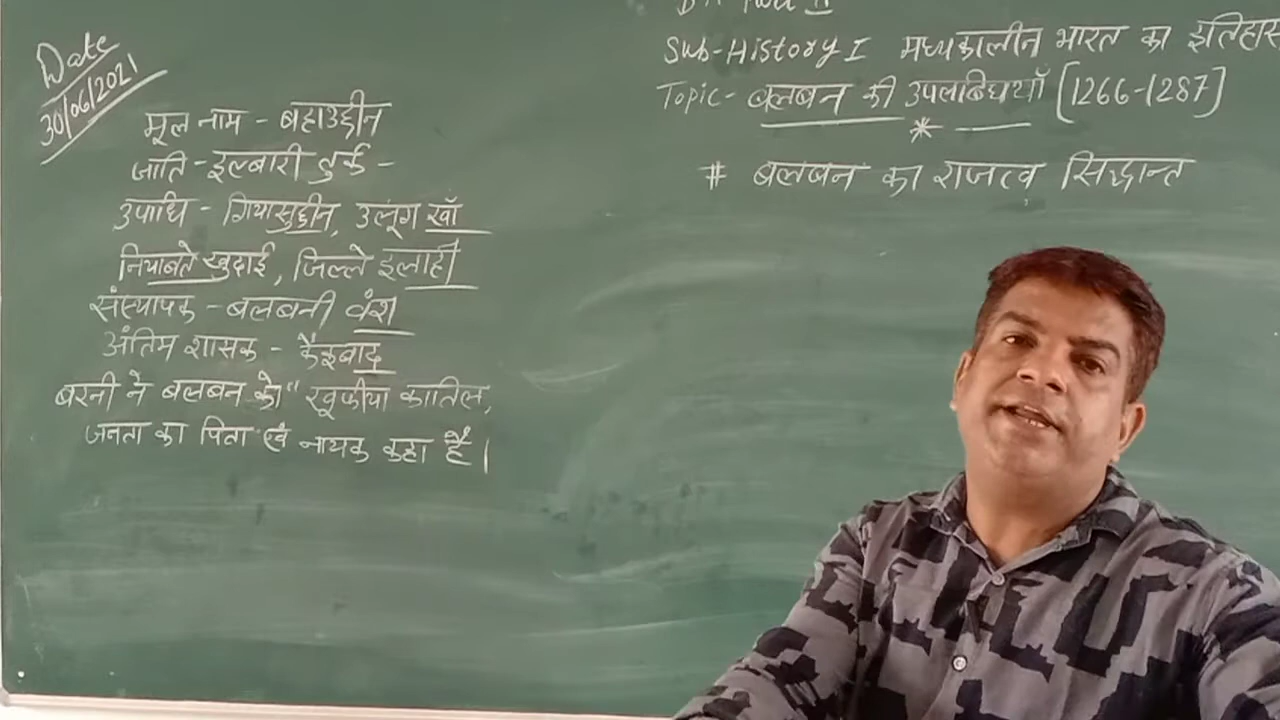 Date
30/06/2021
मूल नाम - बहाउद्दीन
जाति - इल्बारी तुर्क -
उपाधि - गियासुद्दीन, उलूग खाँ
नियाबते खुदाई, जिल्ले इलाही
संस्थापक - बलबनी वंश
अंतिम शासक - कैइबाद
बरनी ने बलबन को "खूफीया कातिल,
जनता का पिता एवं नायक कहा है।
Sub-History I मध्यकालीन भारत का इतिहास
Topic- बलबन की उपलब्धियाँ [1266-1287]
# बलबन का राजत्व सिद्धान्त